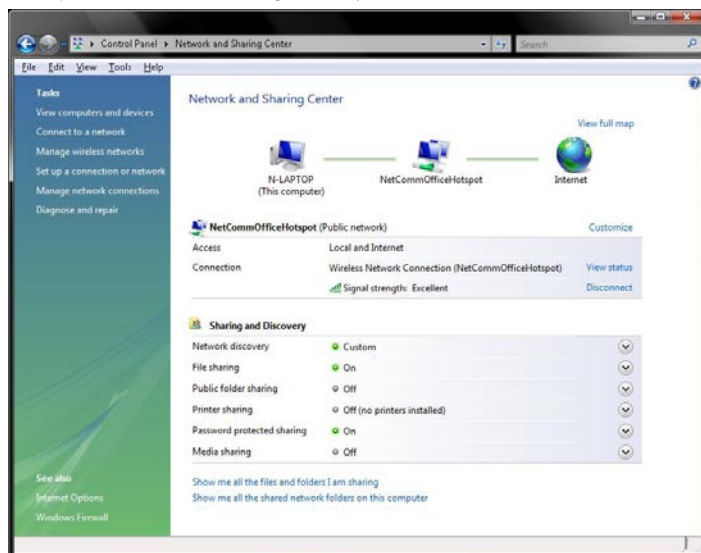 Control Panel ▸ Network and Sharing Center
Search
File Edit View Tools Help
Tasks
View computers and devices
Connect to a network
Manage wireless networks
Set up a connection or network
Manage network connections
Diagnose and repair
See also
Internet Options
Windows Firewall
Network and Sharing Center
View full map
N-LAPTOP
(This computer)
NetCommOfficeHotspot
Internet
NetCommOfficeHotspot (Public network) Customize
Access Local and Internet
Connection Wireless Network Connection (NetCommOfficeHotspot) View status
Signal strength: Excellent Disconnect
Sharing and Discovery
Network discovery Custom
File sharing On
Public folder sharing Off
Printer sharing Off (no printers installed)
Password protected sharing On
Media sharing Off
Show me all the files and folders I am sharing
Show me all the shared network folders on this computer